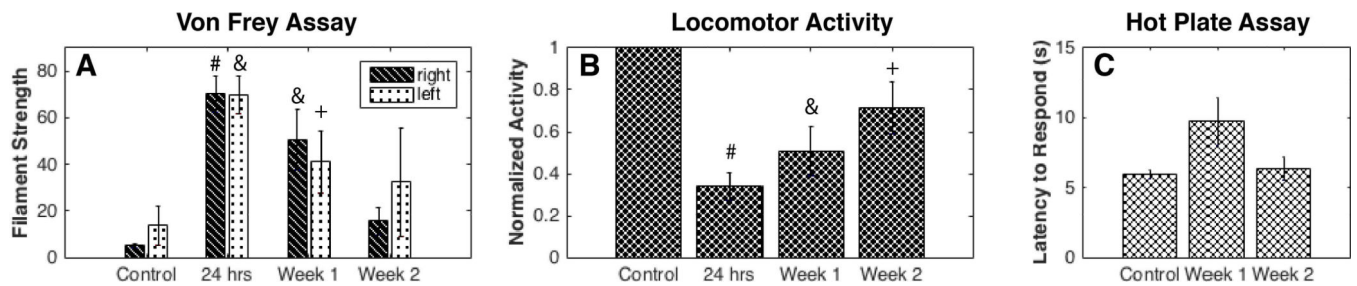 Von Frey Assay
A
# &
& +
right
left
Filament Strength
80
60
40
20
0
Control 24 hrs Week 1 Week 2
Locomotor Activity
B
#
&
+
Normalized Activity
1
0.8
0.6
0.4
0.2
0
Control 24 hrs Week 1 Week 2
Hot Plate Assay
C
Latency to Respond (s)
15
10
5
0
Control Week 1 Week 2